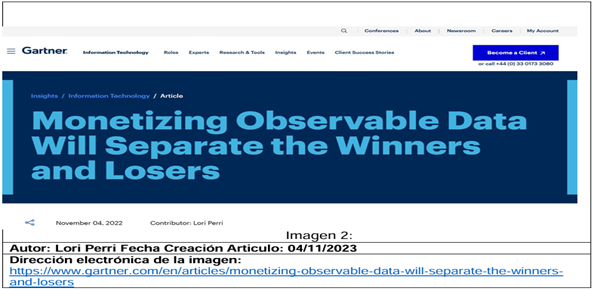 Conferences About Newsroom Careers My Account
Gartner Information Technology Roles Experts Research & Tools Insights Events Client Success Stories Become a Client
or call +44 (0) 33 0173 3080
Insights / Information Technology / Article
Monetizing Observable Data
Will Separate the Winners
and Losers
November 04, 2022 Contributor: Lori Perri
Imagen 2:
Autor: Lori Perri Fecha Creación Articulo: 04/11/2023
Dirección electrónica de la imagen:
https://www.gartner.com/en/articles/monetizing-observable-data-will-separate-the-winners-
and-losers